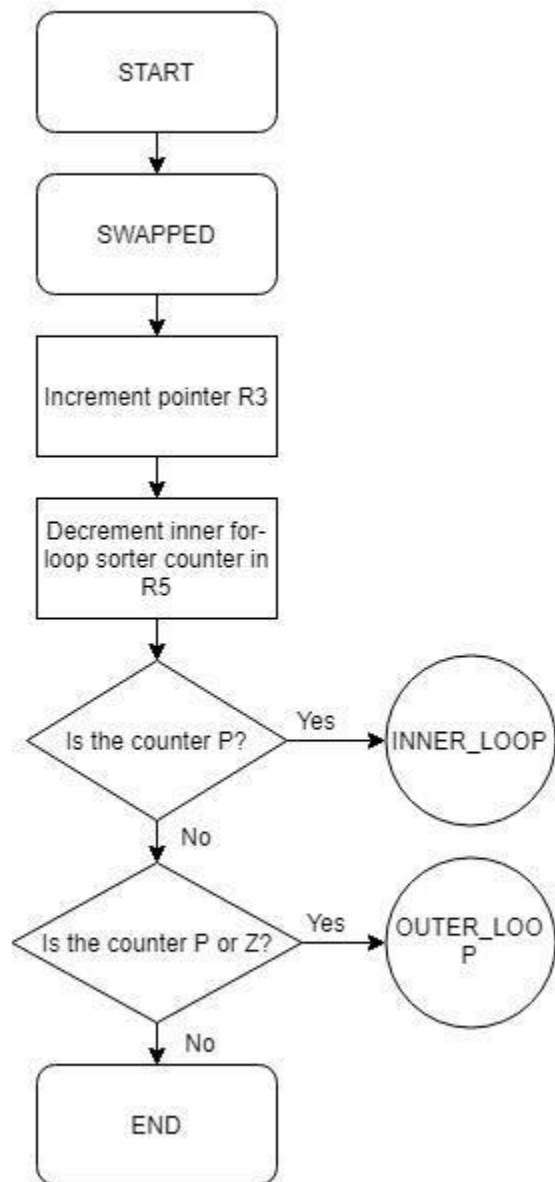 START
SWAPPED
Increment pointer R3
Decrement inner for-
loop sorter counter in
R5
Is the counter P?
Yes
INNER_LOOP
No
Is the counter P or Z?
Yes
OUTER_LOO
P
No
END